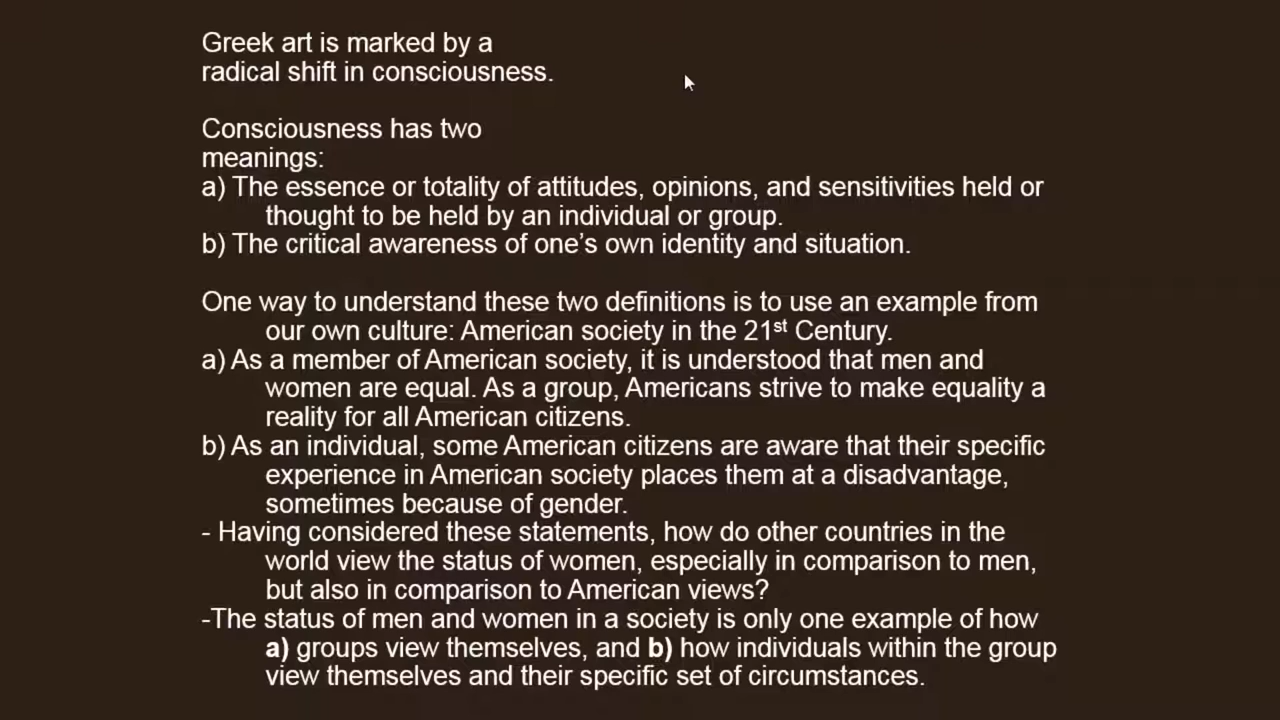 Greek art is marked by a
radical shift in consciousness.
Consciousness has two
meanings:
a) The essence or totality of attitudes, opinions, and sensitivities held or
thought to be held by an individual or group.
b) The critical awareness of one’s own identity and situation.
One way to understand these two definitions is to use an example from
our own culture: American society in the 21st Century.
a) As a member of American society, it is understood that men and
women are equal. As a group, Americans strive to make equality a
reality for all American citizens.
b) As an individual, some American citizens are aware that their specific
experience in American society places them at a disadvantage,
sometimes because of gender.
- Having considered these statements, how do other countries in the
world view the status of women, especially in comparison to men,
but also in comparison to American views?
-The status of men and women in a society is only one example of how
a) groups view themselves, and b) how individuals within the group
view themselves and their specific set of circumstances.